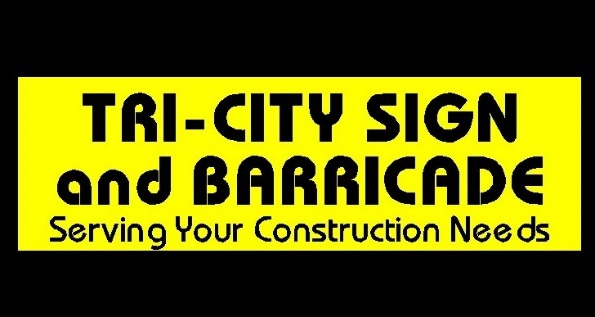 TRI-CITY SIGN
and BARRICADE
Serving Your Construction Needs